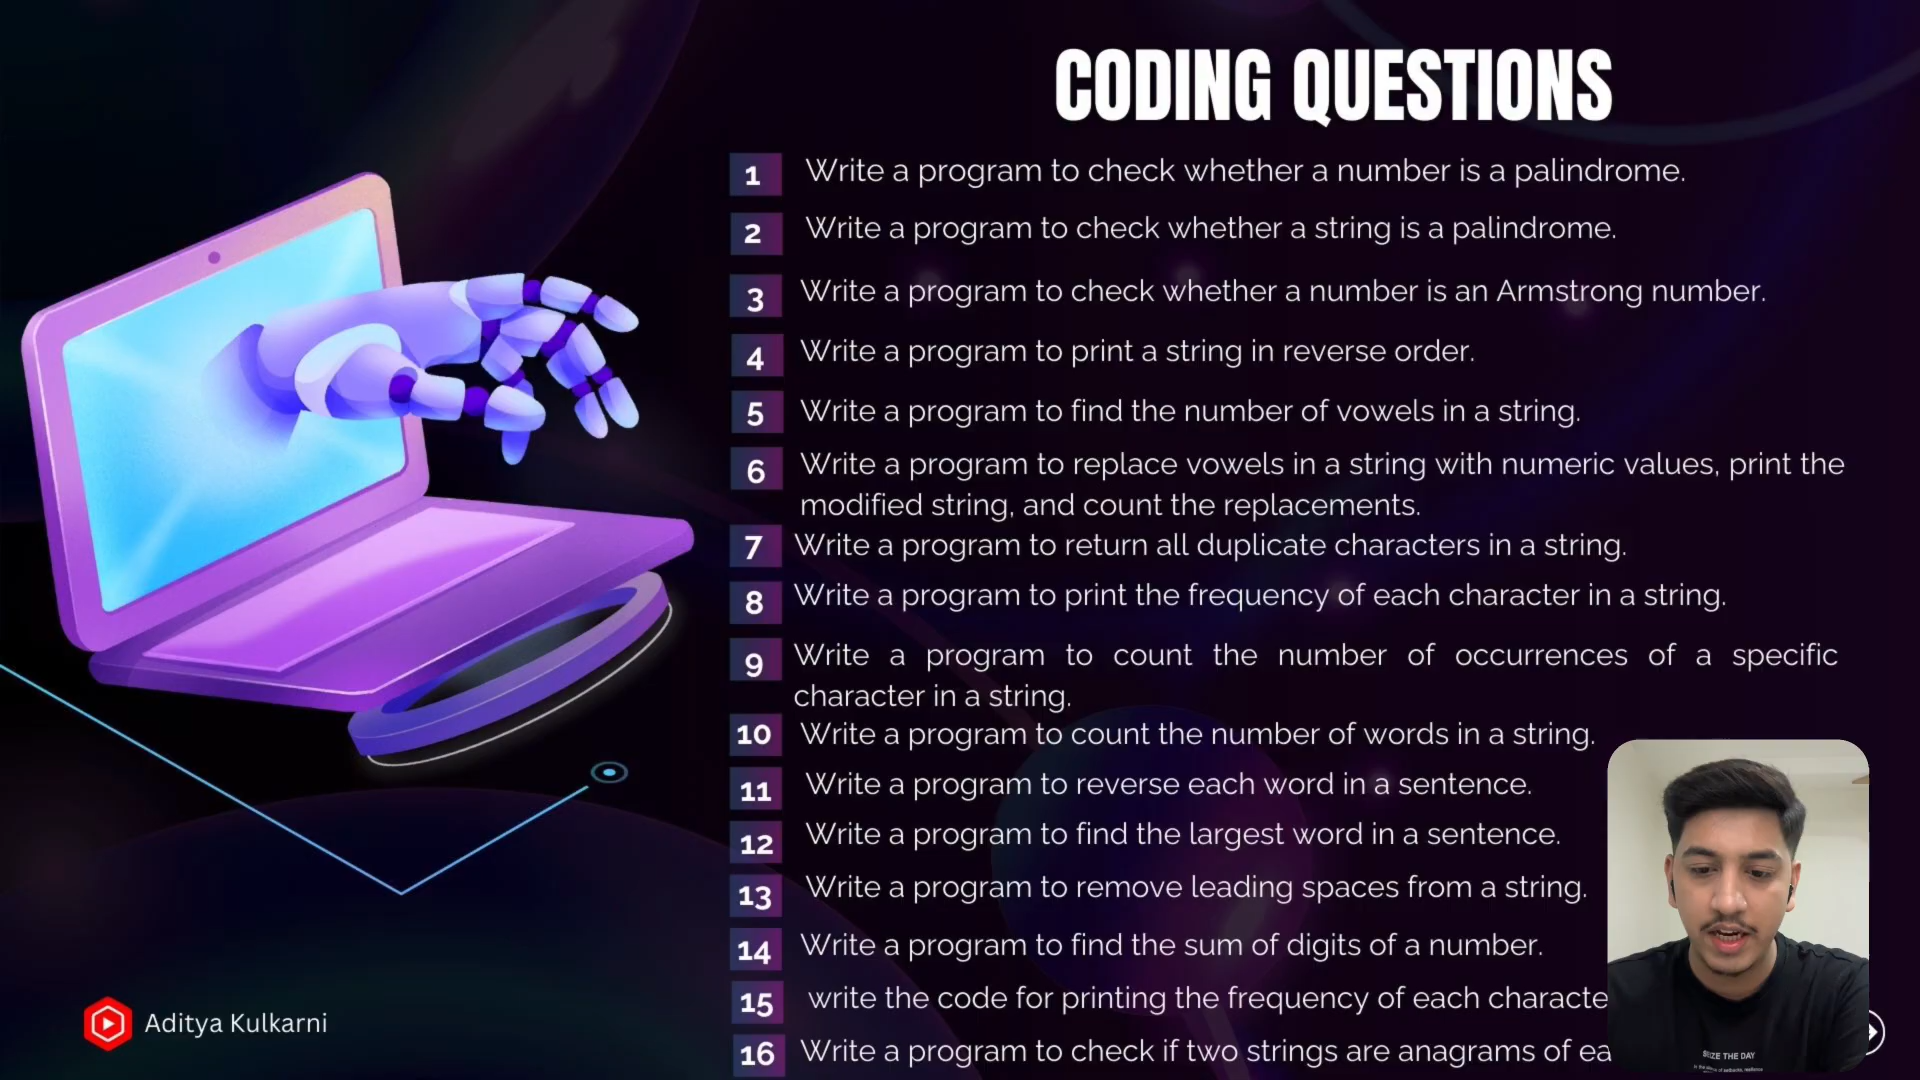 CODING QUESTIONS
1 Write a program to check whether a number is a palindrome.
2 Write a program to check whether a string is a palindrome.
3 Write a program to check whether a number is an Armstrong number.
4 Write a program to print a string in reverse order.
5 Write a program to find the number of vowels in a string.
6 Write a program to replace vowels in a string with numeric values, print the
modified string, and count the replacements.
7 Write a program to return all duplicate characters in a string.
8 Write a program to print the frequency of each character in a string.
9 Write a program to count the number of occurrences of a specific
character in a string.
10 Write a program to count the number of words in a string.
11 Write a program to reverse each word in a sentence.
12 Write a program to find the largest word in a sentence.
13 Write a program to remove leading spaces from a string.
14 Write a program to find the sum of digits of a number.
15 write the code for printing the frequency of each characte
16 Write a program to check if two strings are anagrams of ea
Aditya Kulkarni
SEIZE THE DAY